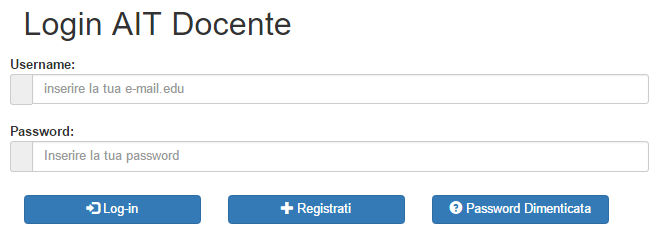 Login AIT Docente
Username:
inserire la tua e-mail.edu
Password:
Inserire la tua password
Log-in
Registrati
Password Dimenticata